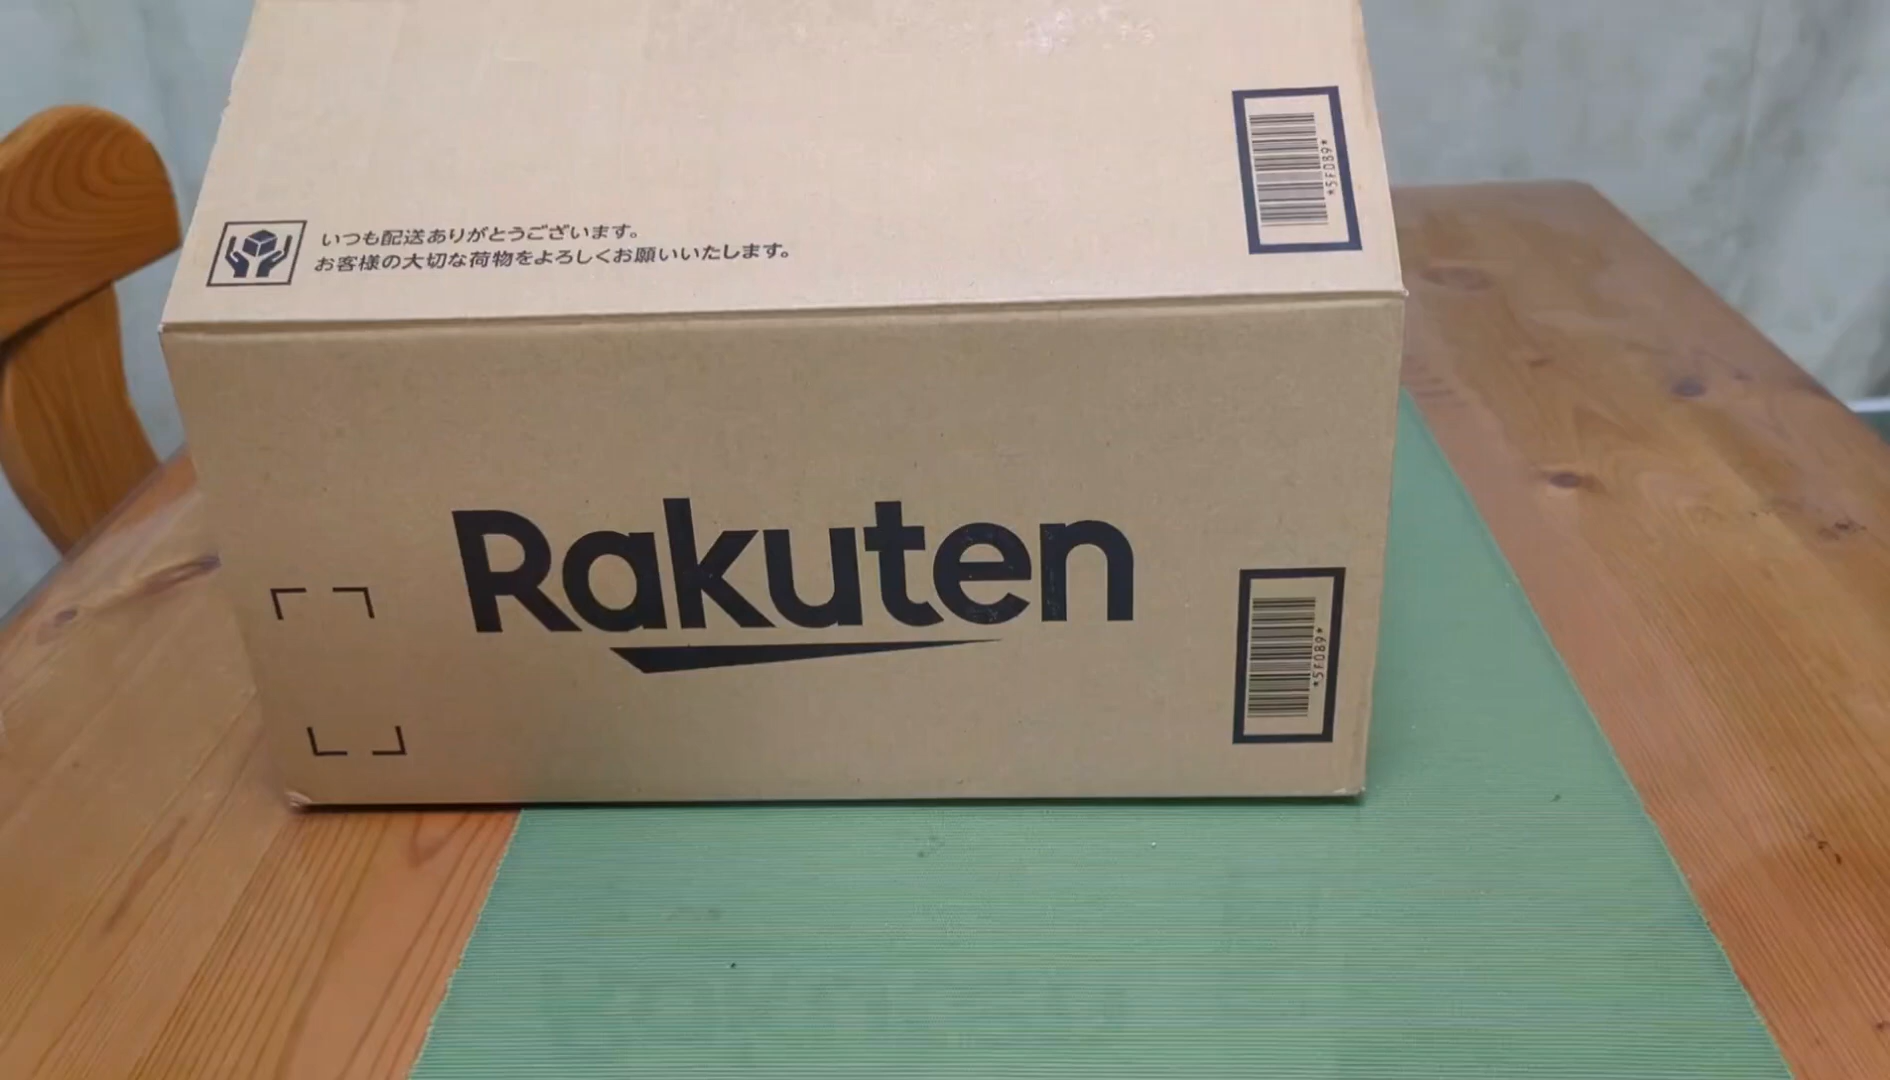 いつも配送ありがとうございます。
お客様の大切な荷物をよろしくお願いいたします。
*5F089*
Rakuten
*5F089*